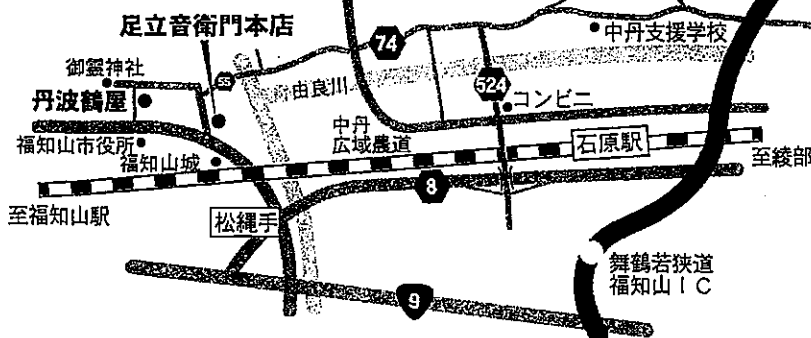 足立音衛門本店
74
中丹支援学校
御靈神社
55
由良川
524
丹波鶴屋
コンビニ
福知山市役所
中丹
広域農道
石原駅
福知山城
至綾部
8
至福知山駅
松縄手
舞鶴若狭道
福知山IC
9